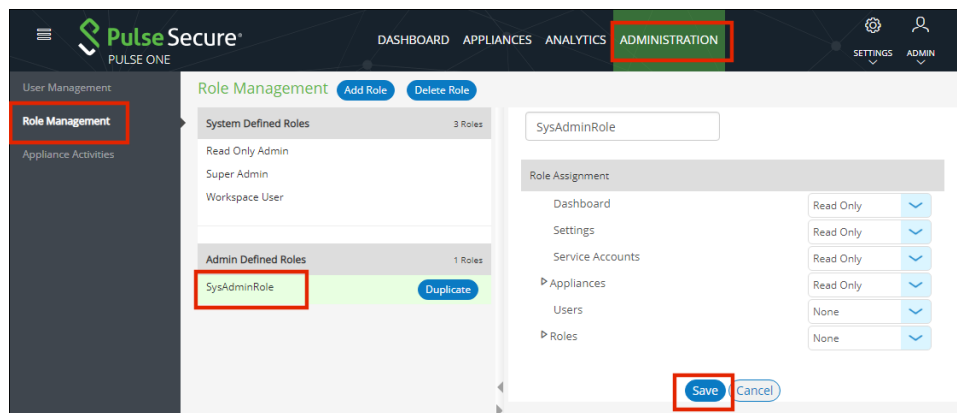 Pulse Secure®
PULSE ONE
DASHBOARD APPLIANCES ANALYTICS ADMINISTRATION
SETTINGS ADMIN
User Management
Role Management
Appliance Activities
Role Management Add Role Delete Role
System Defined Roles 3 Roles
Read Only Admin
Super Admin
Workspace User
Admin Defined Roles 1 Roles
SysAdminRole Duplicate
SysAdminRole
Role Assignment
Dashboard Read Only
Settings Read Only
Service Accounts Read Only
Appliances Read Only
Users None
Roles None
Save Cancel